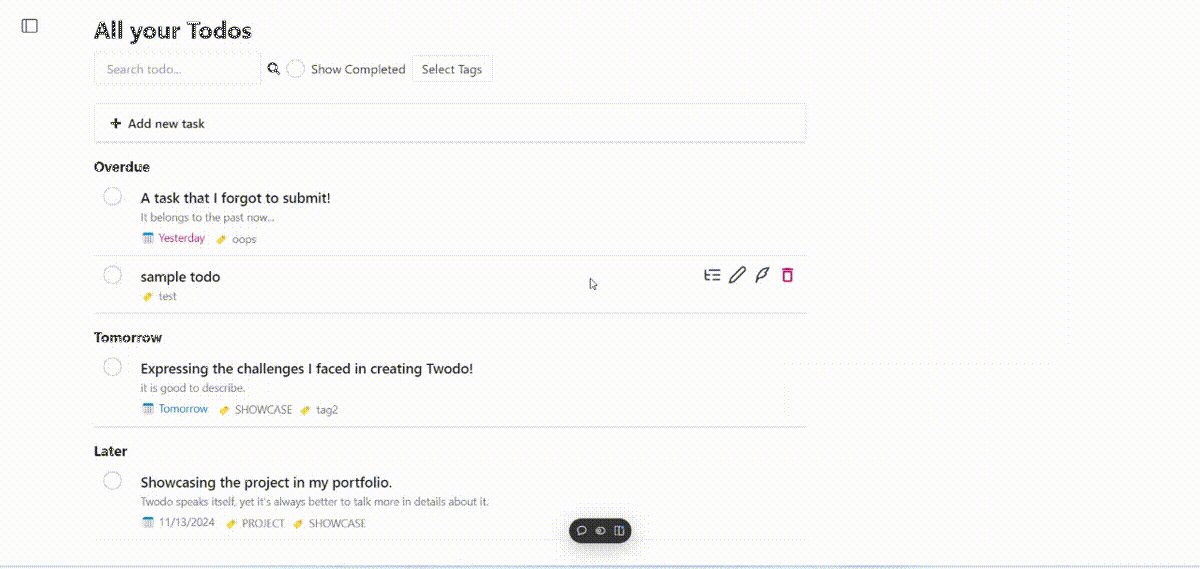 All your Todos
Search todo...
Show Completed
Select Tags
Add new task
Overdue
A task that I forgot to submit!
It belongs to the past now...
Yesterday oops
sample todo
test
Tomorrow
Expressing the challenges I faced in creating Twodo!
it is good to describe.
Tomorrow SHOWCASE tag2
Later
Showcasing the project in my portfolio.
Twodo speaks itself, yet it's always better to talk more in details about it.
11/13/2024 PROJECT SHOWCASE